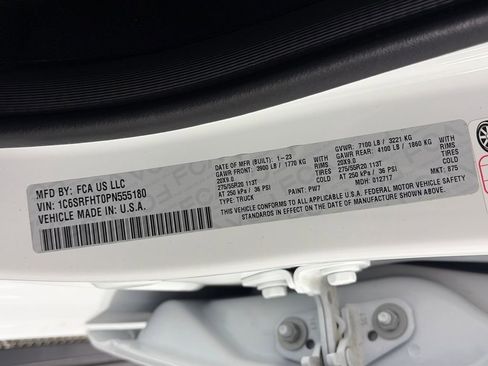 MFD BY: FCA US LLC
VIN: 1C6SRFHT0PN555180
VEHICLE MADE IN: U.S.A.
DATE OF MFR (BUILT): 1-23
GAWR FRONT: 3900 LB / 1770 KG
20X9.0 RIMS
275/55R20 113T
AT 250 kPa / 36 PSI COLD
TYPE: TRUCK PAINT: PW7
GVWR: 7100 LB / 3221 KG
GAWR REAR: 4100 LB / 1860 KG
20X9.0 RIMS
275/55R20 113T
AT 250 kPa / 36 PSI COLD
MDH: 012717 MKT: 875
THIS VEHICLE CONFORMS TO ALL APPLICABLE U.S.A. FEDERAL MOTOR VEHICLE
SAFETY, BUMPER AND THEFT PREVENTION STANDARDS IN EFFECT ON THE DATE OF MANUFACTURE SHOWN ABOVE.